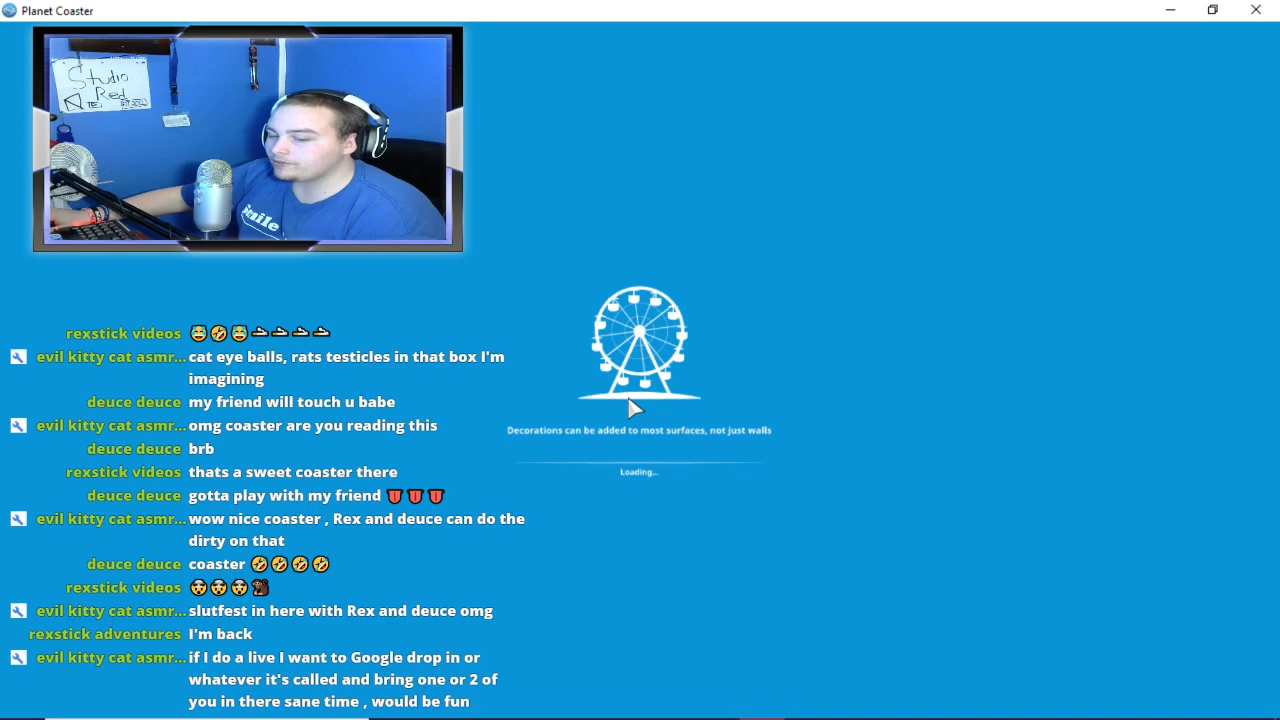 Planet Coaster
Studio
Red
rexstick videos
evil kitty cat asmr... cat eye balls, rats testicles in that box I'm
imagining
deuce deuce my friend will touch u babe
evil kitty cat asmr... omg coaster are you reading this
deuce deuce brb
rexstick videos thats a sweet coaster there
deuce deuce gotta play with my friend 👅👅👅
evil kitty cat asmr... wow nice coaster , Rex and deuce can do the
dirty on that
deuce deuce coaster 🤣🤣🤣🤣
rexstick videos
evil kitty cat asmr... slutfest in here with Rex and deuce omg
rexstick adventures I'm back
evil kitty cat asmr... if I do a live I want to Google drop in or
whatever it's called and bring one or 2 of
you in there sane time , would be fun
Decorations can be added to most surfaces, not just walls
Loading...